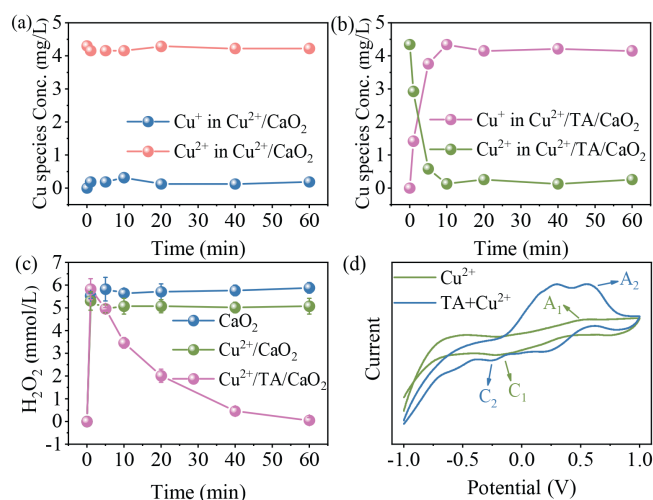 (a)
Cu species Conc. (mg/L)
5
4
3
2
1
0
Cu⁺ in Cu²⁺/CaO₂
Cu²⁺ in Cu²⁺/CaO₂
0 10 20 30 40 50 60
Time (min)
(b)
Cu species Conc. (mg/L)
5
4
3
2
1
0
Cu⁺ in Cu²⁺/TA/CaO₂
Cu²⁺ in Cu²⁺/TA/CaO₂
0 10 20 30 40 50 60
Time (min)
(c)
H₂O₂ (mmol/L)
7
6
5
4
3
2
1
0
-1
CaO₂
Cu²⁺/CaO₂
Cu²⁺/TA/CaO₂
0 10 20 30 40 50 60
Time (min)
(d)
Current
Cu²⁺
TA+Cu²⁺
A₂
A₁
C₂
C₁
-1.0 -0.5 0.0 0.5 1.0
Potential (V)